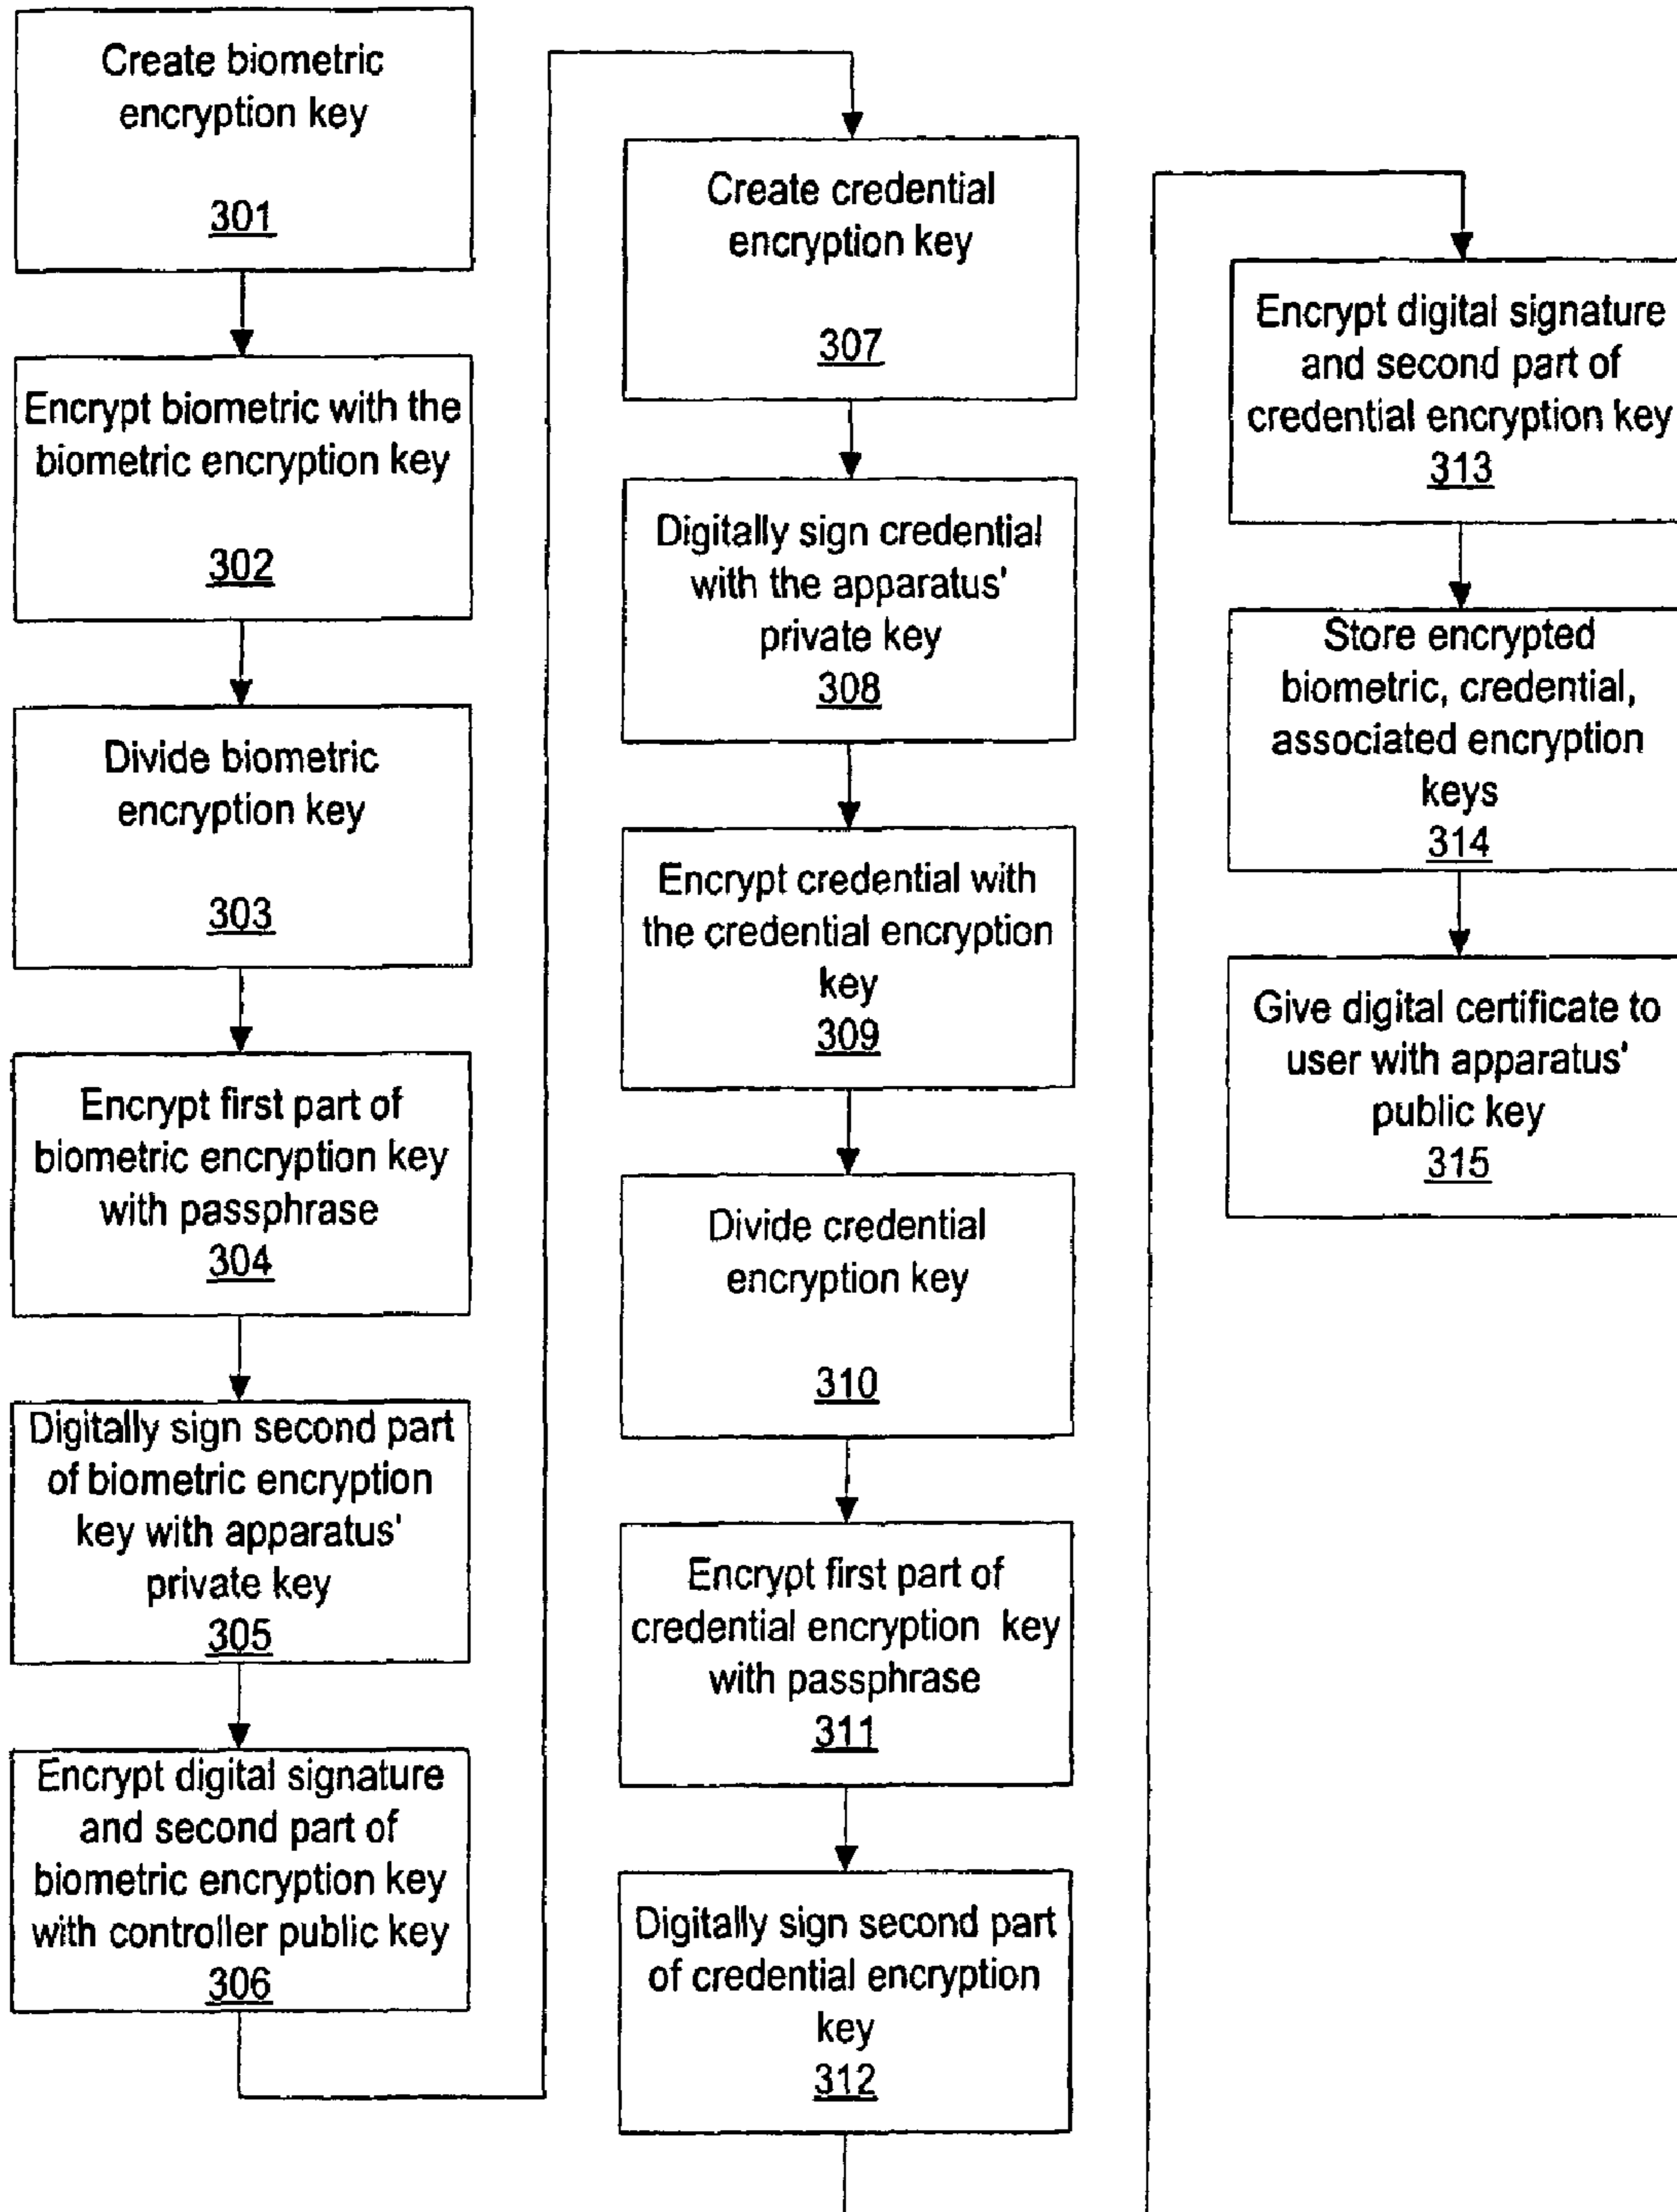 Create biometric
encryption key
301
Encrypt biometric with the
biometric encryption key
302
Divide biometric
encryption key
303
Encrypt first part of
biometric encryption key
with passphrase
304
Digitally sign second part
of biometric encryption
key with apparatus'
private key
305
Encrypt digital signature
and second part of
biometric encryption key
with controller public key
306
Create credential
encryption key
307
Digitally sign credential
with the apparatus'
private key
308
Encrypt credential with
the credential encryption
key
309
Divide credential
encryption key
310
Encrypt first part of
credential encryption key
with passphrase
311
Digitally sign second part
of credential encryption
key
312
Encrypt digital signature
and second part of
credential encryption key
313
Store encrypted
biometric, credential,
associated encryption
keys
314
Give digital certificate to
user with apparatus'
public key
315